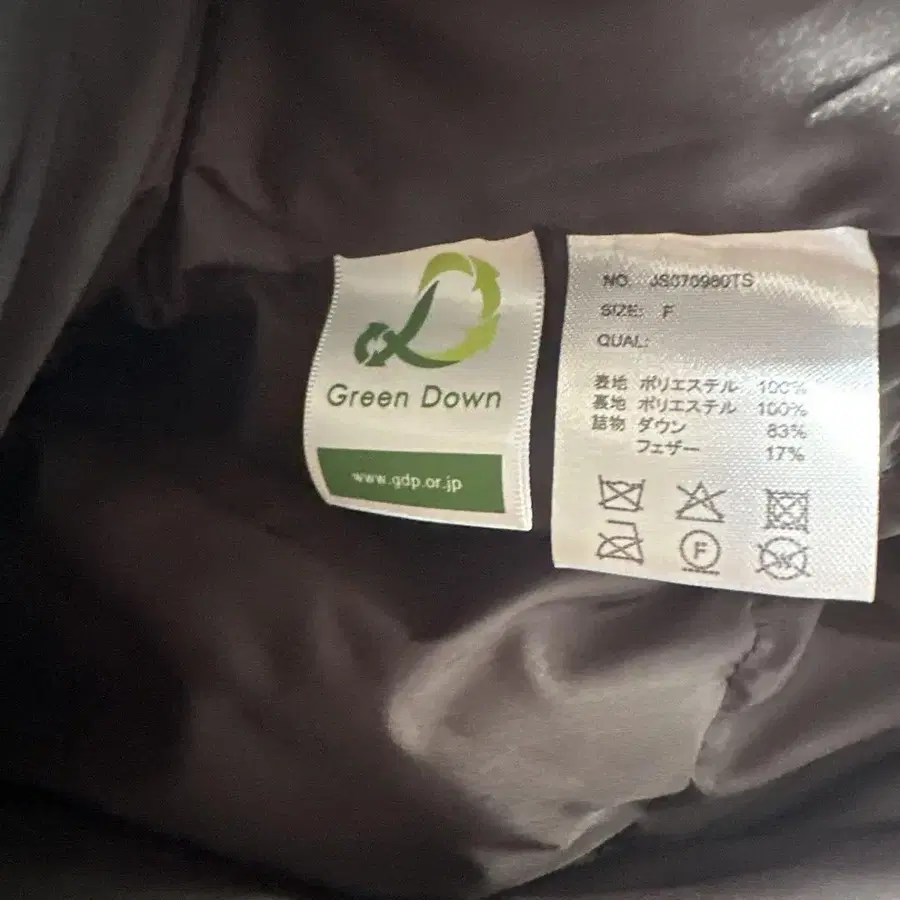 Green Down
www.gdp.or.jp
NO. JS070980TS
SIZE: F
QUAL:
表地 ポリエステル 100%
裏地 ポリエステル 100%
詰物 ダウン 83%
フェザー 17%
F
W